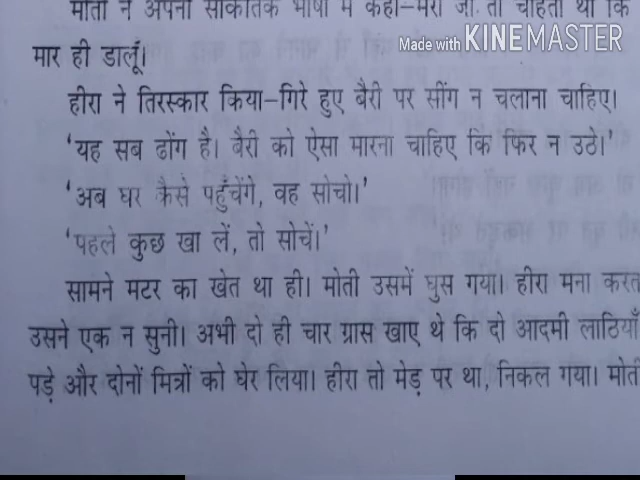 मोती ने अपनी सांकेतिक भाषा में कहा—मेरा जी तो चाहता था कि
Made with KINEMASTER
मार ही डालूँ।
हीरा ने तिरस्कार किया—गिरे हुए बैरी पर सींग न चलाना चाहिए।
'यह सब ढोंग है। बैरी को ऐसा मारना चाहिए कि फिर न उठे।'
'अब घर कैसे पहुँचेंगे, वह सोचो।'
'पहले कुछ खा लें, तो सोचें।'
सामने मटर का खेत था ही। मोती उसमें घुस गया। हीरा मना करत
उसने एक न सुनी। अभी दो ही चार ग्रास खाए थे कि दो आदमी लाठियाँ
पड़े और दोनों मित्रों को घेर लिया। हीरा तो मेड़ पर था, निकल गया। मोती